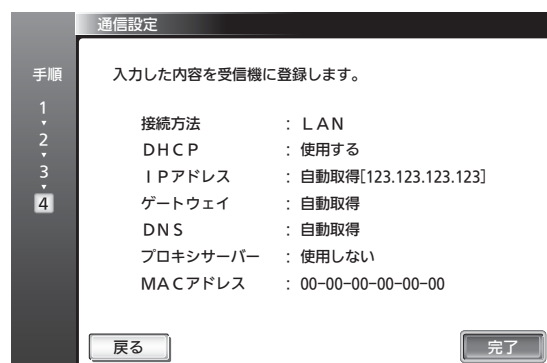 通信設定
手順
1
2
3
4
入力した内容を受信機に登録します。
接続方法 : ＬＡＮ
ＤＨＣＰ : 使用する
ＩＰアドレス : 自動取得[123.123.123.123]
ゲートウェイ : 自動取得
ＤＮＳ : 自動取得
プロキシサーバー : 使用しない
ＭＡＣアドレス : 00-00-00-00-00-00
戻る
完了